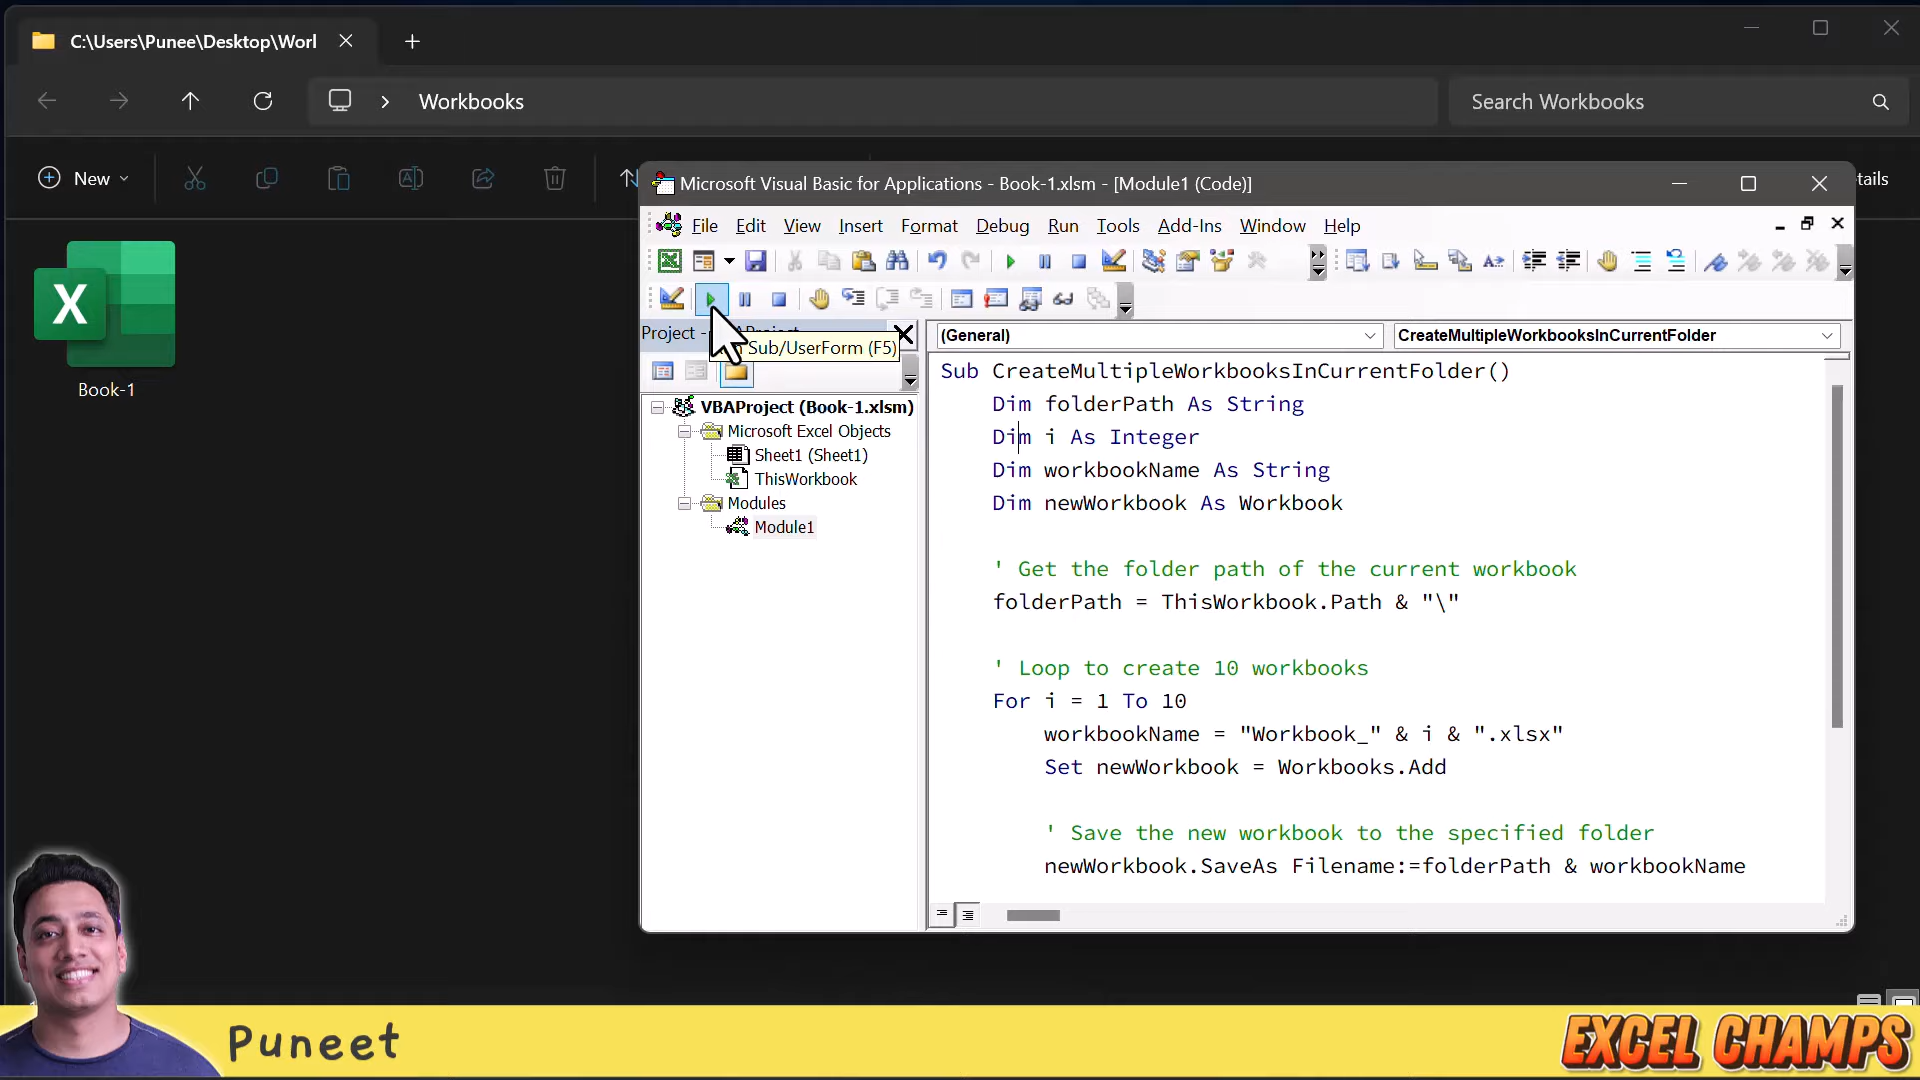 C:\Users\Punee\Desktop\Worl
Workbooks
Search Workbooks
New
etails
Book-1
Microsoft Visual Basic for Applications - Book-1.xlsm - [Module1 (Code)]
File Edit View Insert Format Debug Run Tools Add-Ins Window Help
Project - VBAProject
Sub/UserForm (F5)
VBAProject (Book-1.xlsm)
Microsoft Excel Objects
Sheet1 (Sheet1)
ThisWorkbook
Modules
Module1
(General)
CreateMultipleWorkbooksInCurrentFolder
Sub CreateMultipleWorkbooksInCurrentFolder()
Dim folderPath As String
Dim i As Integer
Dim workbookName As String
Dim newWorkbook As Workbook
' Get the folder path of the current workbook
folderPath = ThisWorkbook.Path & "\"
' Loop to create 10 workbooks
For i = 1 To 10
workbookName = "Workbook_" & i & ".xlsx"
Set newWorkbook = Workbooks.Add
' Save the new workbook to the specified folder
newWorkbook.SaveAs Filename:=folderPath & workbookName
Puneet
EXCEL CHAMPS